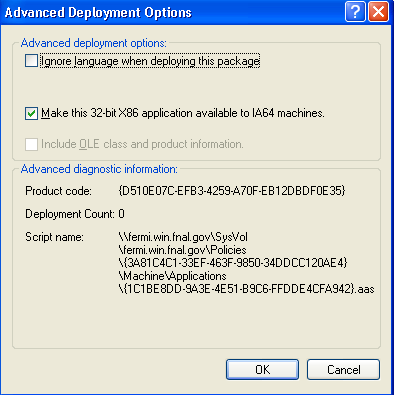 Advanced Deployment Options
Advanced deployment options:
Ignore language when deploying this package
Make this 32-bit X86 application available to IA64 machines.
Include OLE class and product information.
Advanced diagnostic information:
Product code: {D510E07C-EFB3-4259-A70F-EB12DBDF0E35}
Deployment Count: 0
Script name: \\fermi.win.fnal.gov\SysVol
\fermi.win.fnal.gov\Policies
\{3A81C4C1-33EF-463F-9850-34DDCC120AE4}
\Machine\Applications
\{1C1BE8DD-9A3E-4E51-B9C6-FFDDE4CFA942}.aas
OK Cancel